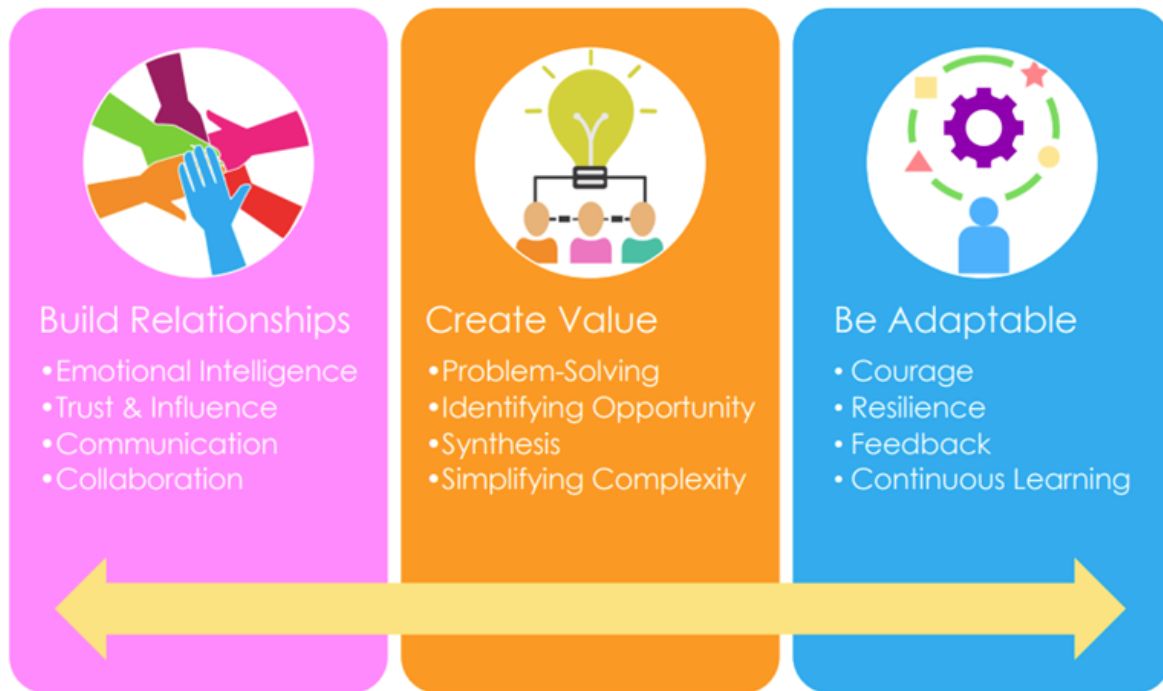 Build Relationships
•Emotional Intelligence
•Trust & Influence
•Communication
•Collaboration
Create Value
•Problem-Solving
•Identifying Opportunity
•Synthesis
•Simplifying Complexity
Be Adaptable
• Courage
• Resilience
• Feedback
• Continuous Learning